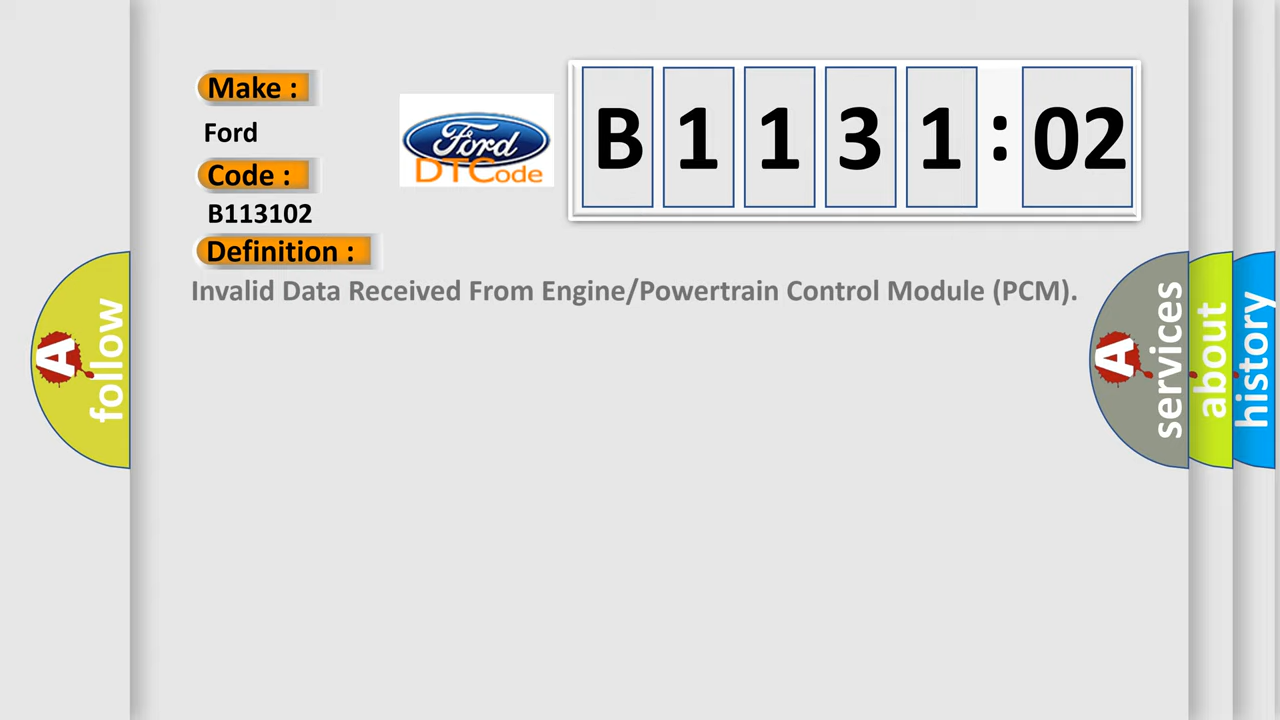 Make :
Ford
Code :
B113102
Definition :
Invalid Data Received From Engine/Powertrain Control Module (PCM).
Ford
DTCode
B 1 1 3 1 : 02
A follow
A services
about
history